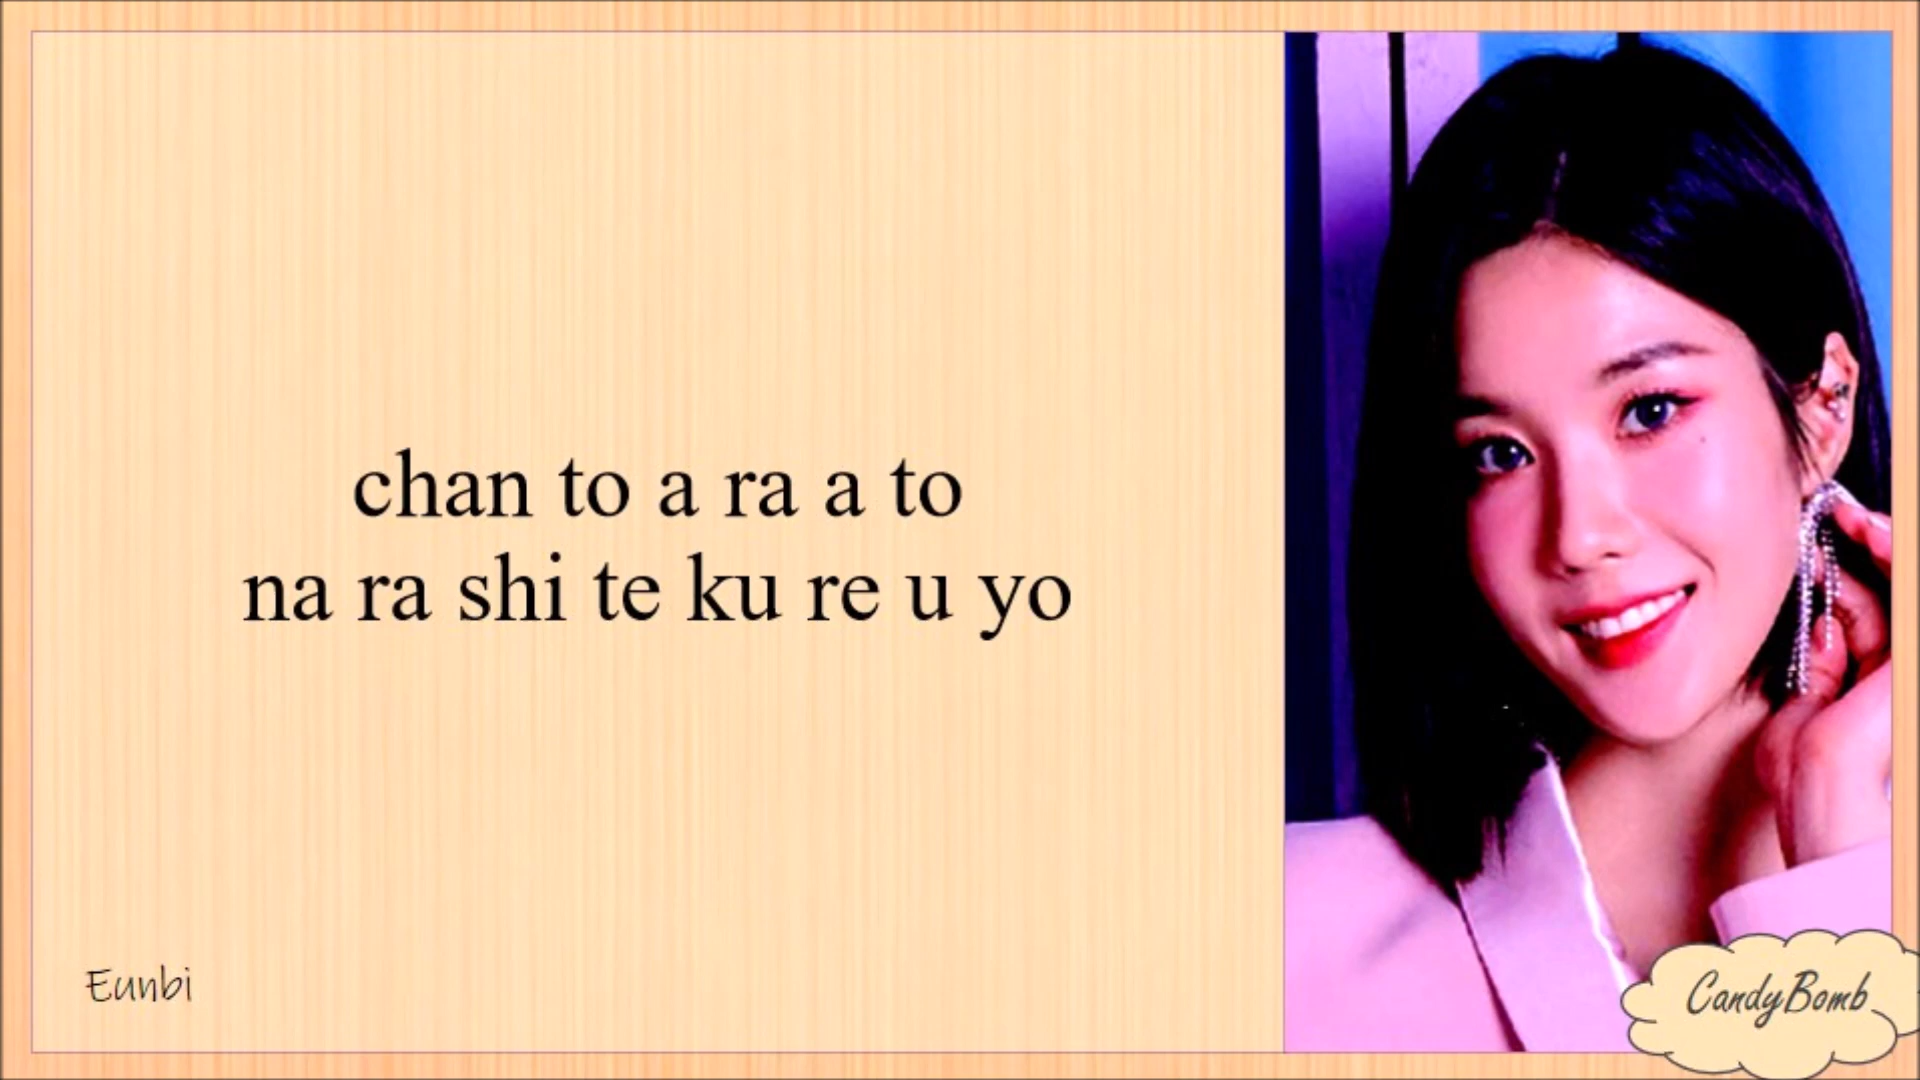 chan to a ra a to
na ra shi te ku re u yo
Eunbi
CandyBomb